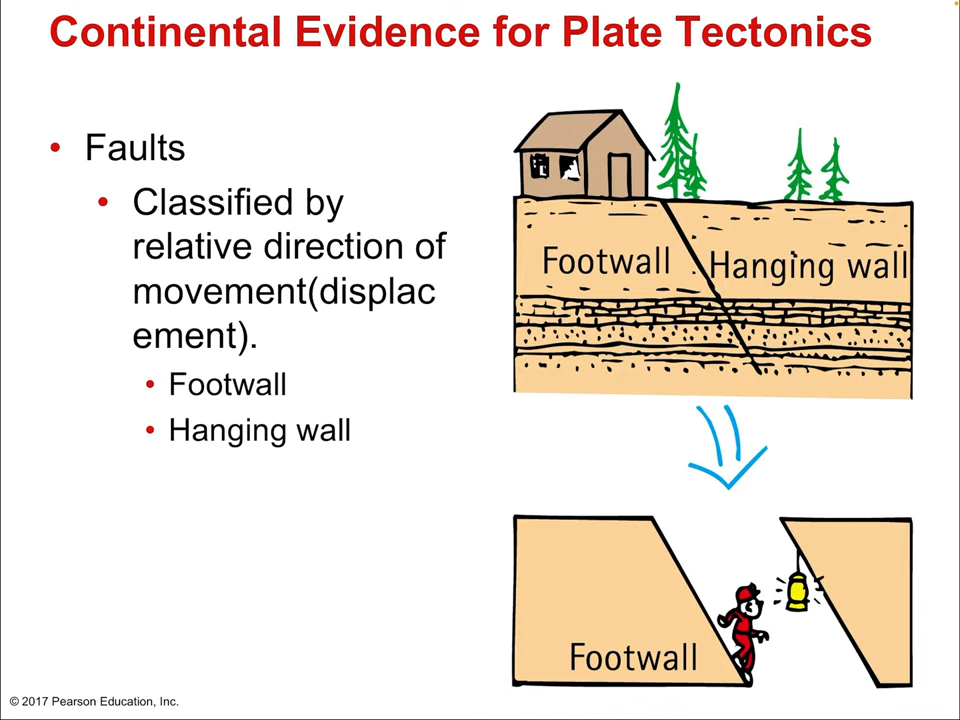 Continental Evidence for Plate Tectonics
• Faults
• Classified by
relative direction of
movement(displac
ement).
• Footwall
• Hanging wall
Footwall
Hanging wall
Footwall
© 2017 Pearson Education, Inc.